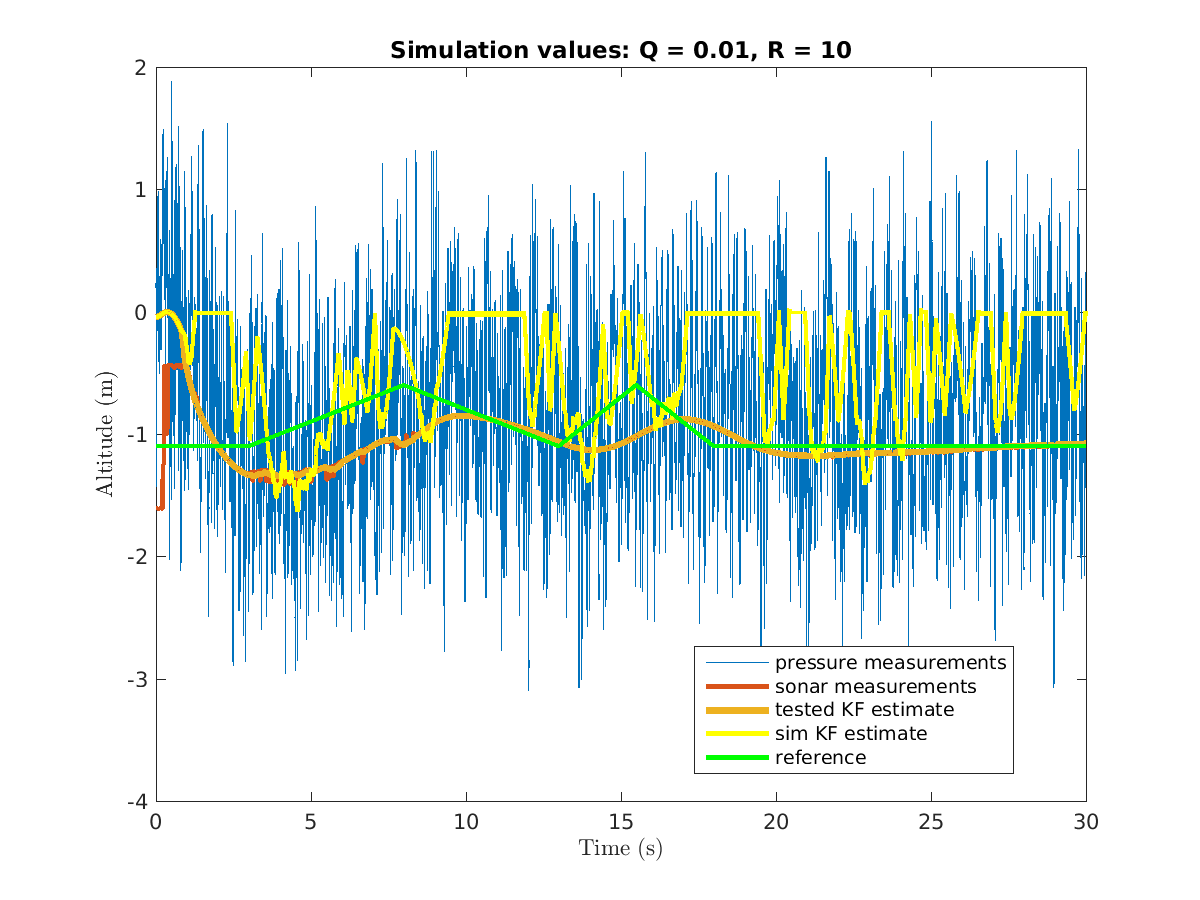 Simulation values: Q = 0.01, R = 10
2
1
0
-1
-2
-3
-4
Altitude (m)
0
5
10
15
20
25
30
Time (s)
pressure measurements
sonar measurements
tested KF estimate
sim KF estimate
reference